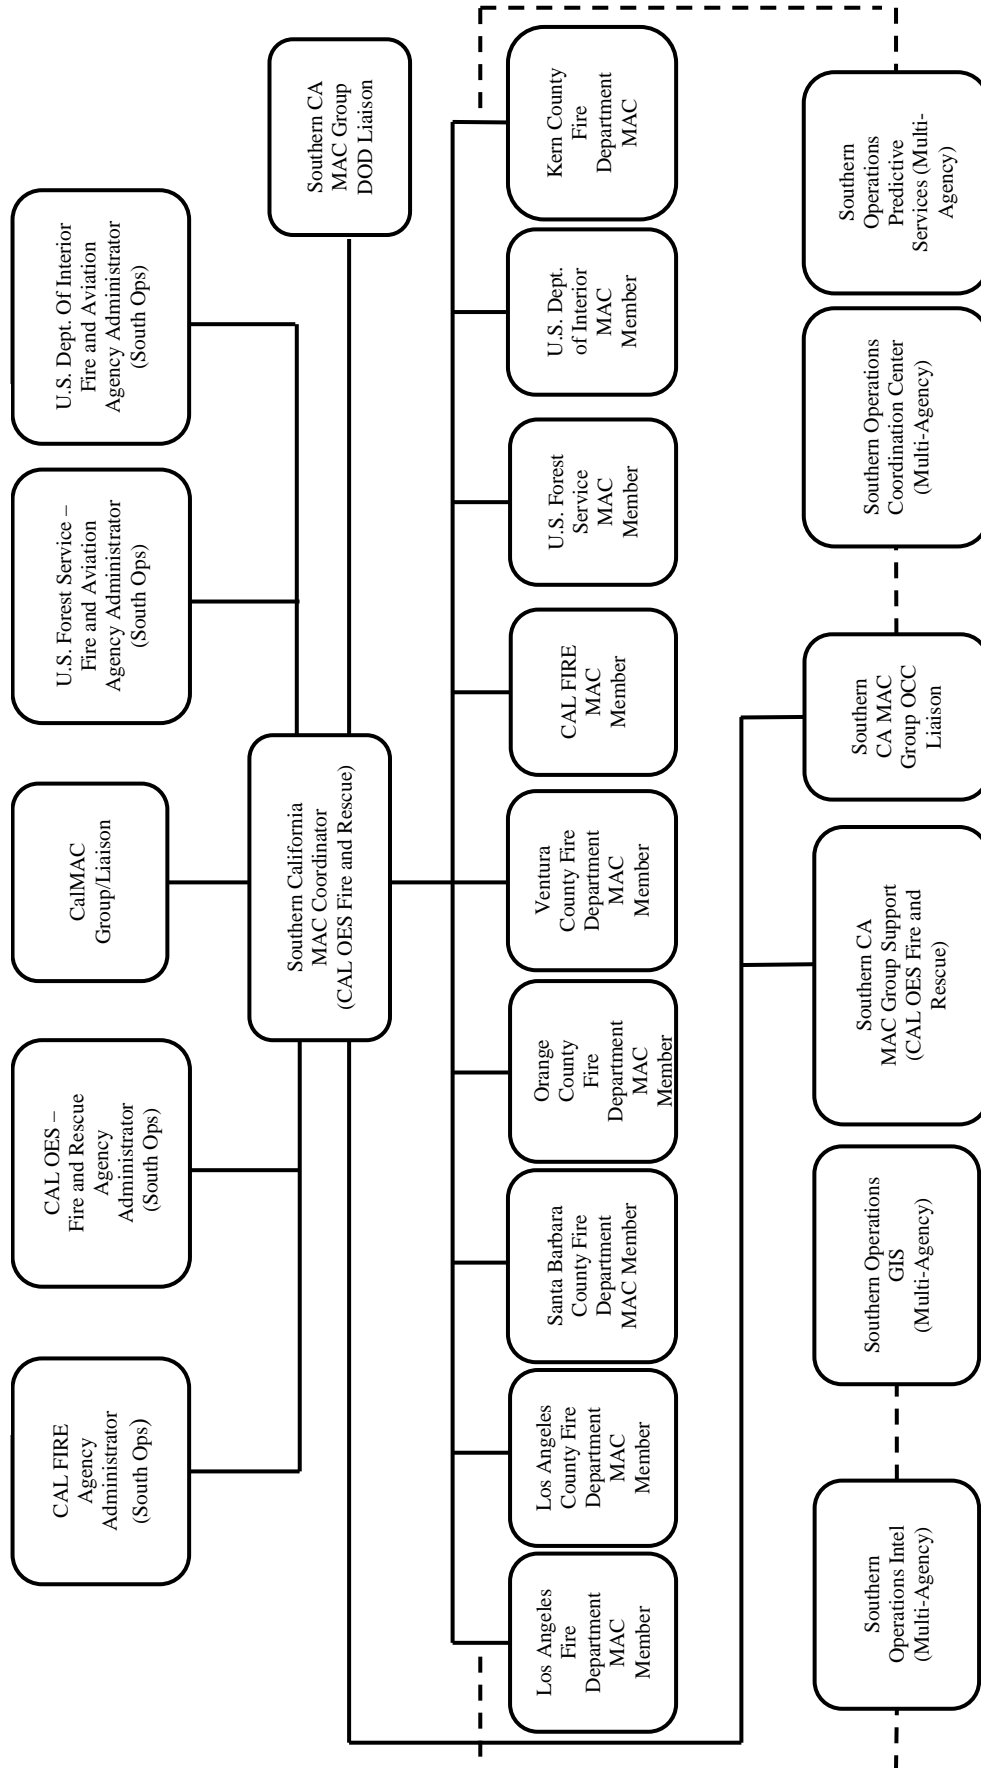 CAL FIRE
Agency
Administrator
(South Ops)
CAL OES –
Fire and Rescue
Agency
Administrator
(South Ops)
CalMAC
Group/Liaison
U.S. Forest Service –
Fire and Aviation
Agency Administrator
(South Ops)
U.S. Dept. Of Interior
Fire and Aviation
Agency Administrator
(South Ops)
Southern California
MAC Coordinator
(CAL OES Fire and Rescue)
Southern CA
MAC Group
DOD Liaison
Los Angeles
Fire
Department
MAC
Member
Los Angeles
County Fire
Department
MAC
Member
Santa Barbara
County Fire
Department
MAC Member
Orange
County
Fire
Department
MAC
Member
Ventura
County Fire
Department
MAC
Member
CAL FIRE
MAC
Member
U.S. Forest
Service
MAC
Member
U.S. Dept.
of Interior
MAC
Member
Kern County
Fire
Department
MAC
Southern
Operations Intel
(Multi-Agency)
Southern Operations
GIS
(Multi-Agency)
Southern CA
MAC Group Support
(CAL OES Fire and
Rescue)
Southern
CA MAC
Group OCC
Liaison
Southern Operations
Coordination Center
(Multi-Agency)
Southern
Operations
Predictive
Services (Multi-
Agency)